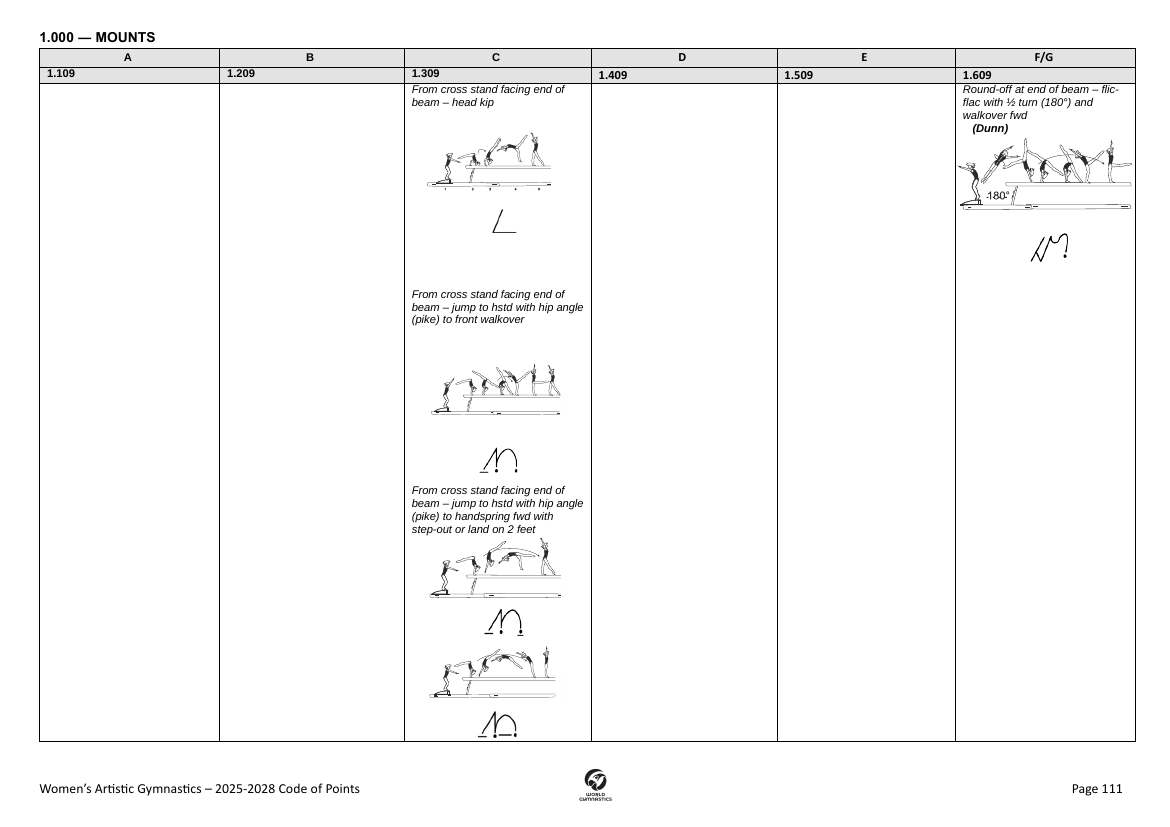 1.000 — MOUNTS
A B C D E F/G
1.109 1.209 1.309 1.409 1.509 1.609
From cross stand facing end of
beam – head kip
Round-off at end of beam – flic-
flac with ½ turn (180°) and
walkover fwd
(Dunn)
180°
From cross stand facing end of
beam – jump to hstd with hip angle
(pike) to front walkover
From cross stand facing end of
beam – jump to hstd with hip angle
(pike) to handspring fwd with
step-out or land on 2 feet
Women's Artistic Gymnastics – 2025-2028 Code of Points
WORLD
GYMNASTICS
Page 111